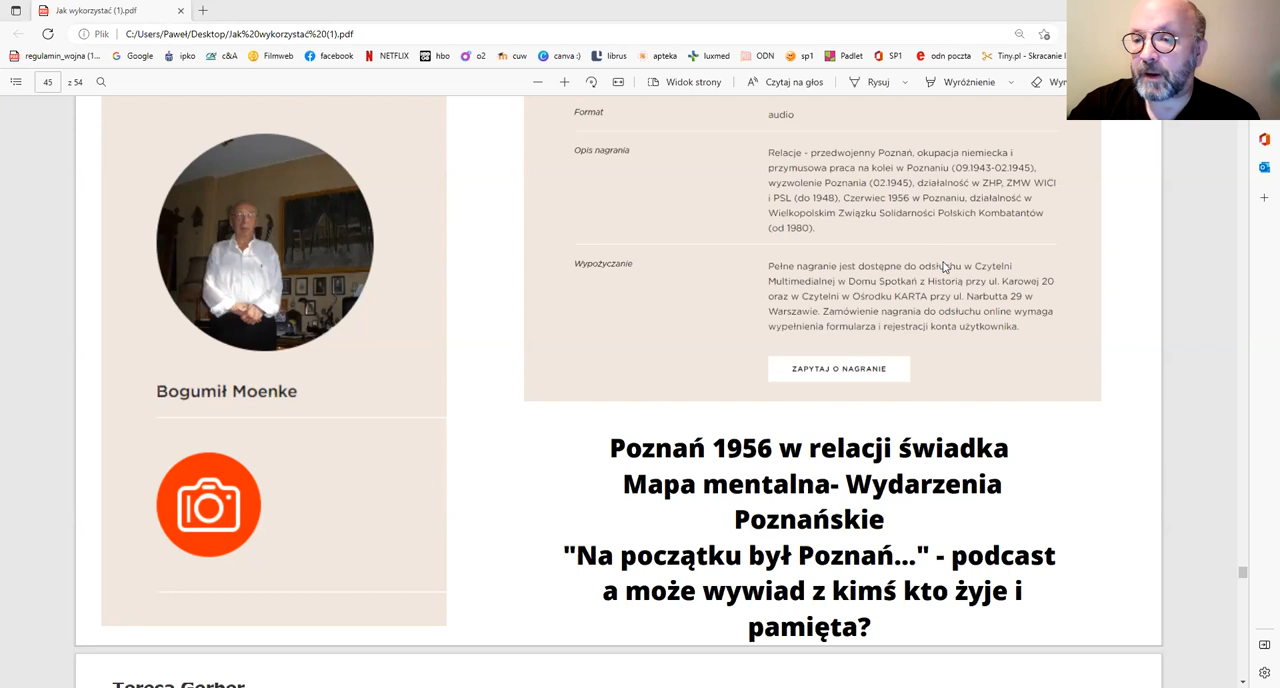 Jak wykorzystać (1).pdf
Plik
C:/Users/Paweł/Desktop/Jak%20wykorzystać%20(1).pdf
regulamin_wojna (1...
Google
ipko
c&A
Filmweb
facebook
NETFLIX
hbo
o2
cuw
canva :)
librus
apteka
luxmed
ODN
sp1
Padlet
SP1
odn poczta
Tiny.pl - Skracanie l
45 z 54
Widok strony
Czytaj na głos
Rysuj
Wyróżnienie
Format
audio
Opis nagrania
Relacje - przedwojenny Poznań, okupacja niemiecka i
przymusowa praca na kolei w Poznaniu (09.1943-02.1945),
wyzwolenie Poznania (02.1945), działalność w ZHP, ZMW WICI
i PSL (do 1948), Czerwiec 1956 w Poznaniu, działalność w
Wielkopolskim Związku Solidarności Polskich Kombatantów
(od 1980).
Wypożyczanie
Pełne nagranie jest dostępne do odsłuchu w Czytelni
Multimedialnej w Domu Spotkań z Historią przy ul. Karowej 20
oraz w Czytelni w Ośrodku KARTA przy ul. Narbutta 29 w
Warszawie. Zamówienie nagrania do odsłuchu online wymaga
wypełnienia formularza i rejestracji konta użytkownika.
ZAPYTAJ O NAGRANIE
Bogumił Moenke
Poznań 1956 w relacji świadka
Mapa mentalna- Wydarzenia
Poznańskie
"Na początku był Poznań..." - podcast
a może wywiad z kimś kto żyje i
pamięta?
Teresa Gerber